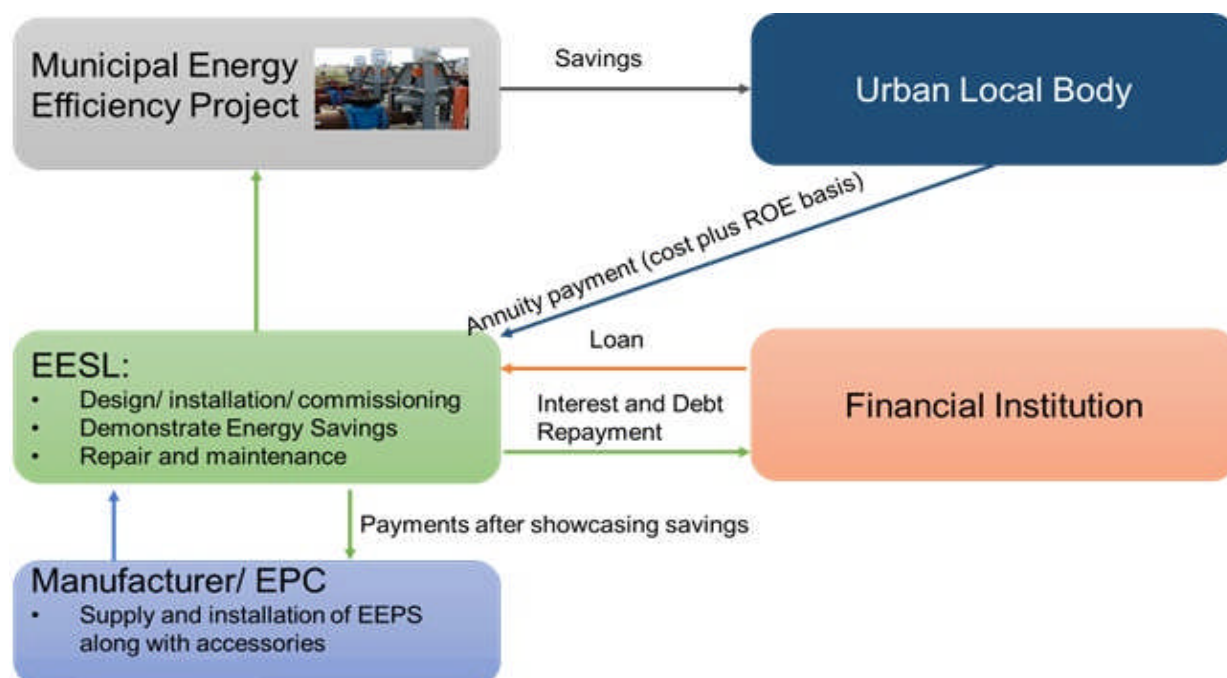 Municipal Energy
Efficiency Project
Savings
Urban Local Body
Annuity payment (cost plus ROE basis)
EESL:
• Design/ installation/ commissioning
• Demonstrate Energy Savings
• Repair and maintenance
Loan
Interest and Debt
Repayment
Financial Institution
Payments after showcasing savings
Manufacturer/ EPC
• Supply and installation of EEPS
along with accessories